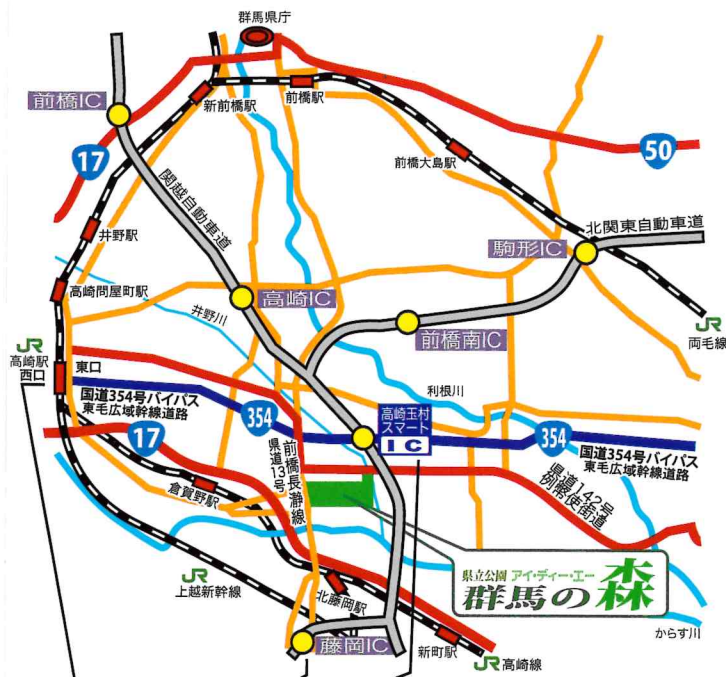 群馬県庁
前橋IC
新前橋駅
前橋駅
17
50
前橋大島駅
関越自動車道
北関東自動車道
井野駅
駒形IC
高崎問屋町駅
高崎IC
井野川
前橋南IC
JR
両毛線
JR
高崎駅
西口
東口
利根川
国道354号バイパス
東毛広域幹線道路
354
高崎玉村
スマート
IC
354
国道354号バイパス
東毛広域幹線道路
17
前橋長瀞線
県道13号
県道142号
例幣使街道
倉賀野駅
県立公園 アイ・ディー・エー
群馬の森
JR
上越新幹線
北藤岡駅
からす川
藤岡IC
新町駅
JR 高崎線